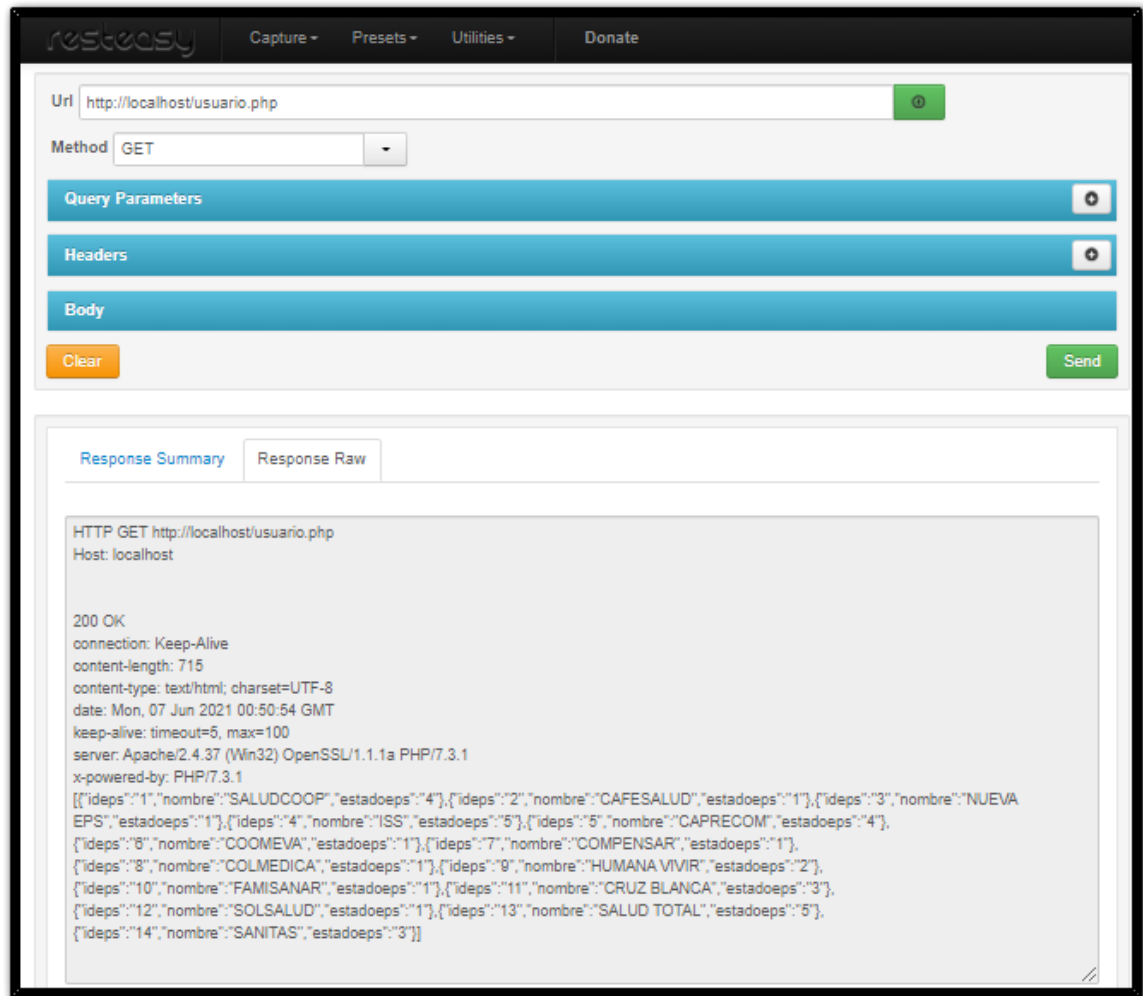 resteasy Capture Presets Utilities Donate
Url http://localhost/usuario.php
Method GET
Query Parameters
Headers
Body
Clear Send
Response Summary Response Raw
HTTP GET http://localhost/usuario.php
Host: localhost
200 OK
connection: Keep-Alive
content-length: 715
content-type: text/html; charset=UTF-8
date: Mon, 07 Jun 2021 00:50:54 GMT
keep-alive: timeout=5, max=100
server: Apache/2.4.37 (Win32) OpenSSL/1.1.1a PHP/7.3.1
x-powered-by: PHP/7.3.1
[{"ideps":"1","nombre":"SALUDCOOP","estadoeps":"4"},{"ideps":"2","nombre":"CAFESALUD","estadoeps":"1"},{"ideps":"3","nombre":"NUEVA
EPS","estadoeps":"1"},{"ideps":"4","nombre":"ISS","estadoeps":"5"},{"ideps":"5","nombre":"CAPRECOM","estadoeps":"4"},
{"ideps":"6","nombre":"COOMEVA","estadoeps":"1"},{"ideps":"7","nombre":"COMPENSAR","estadoeps":"1"},
{"ideps":"8","nombre":"COLMEDICA","estadoeps":"1"},{"ideps":"9","nombre":"HUMANA VIVIR","estadoeps":"2"},
{"ideps":"10","nombre":"FAMISANAR","estadoeps":"1"},{"ideps":"11","nombre":"CRUZ BLANCA","estadoeps":"3"},
{"ideps":"12","nombre":"SOLSALUD","estadoeps":"1"},{"ideps":"13","nombre":"SALUD TOTAL","estadoeps":"5"},
{"ideps":"14","nombre":"SANITAS","estadoeps":"3"}]